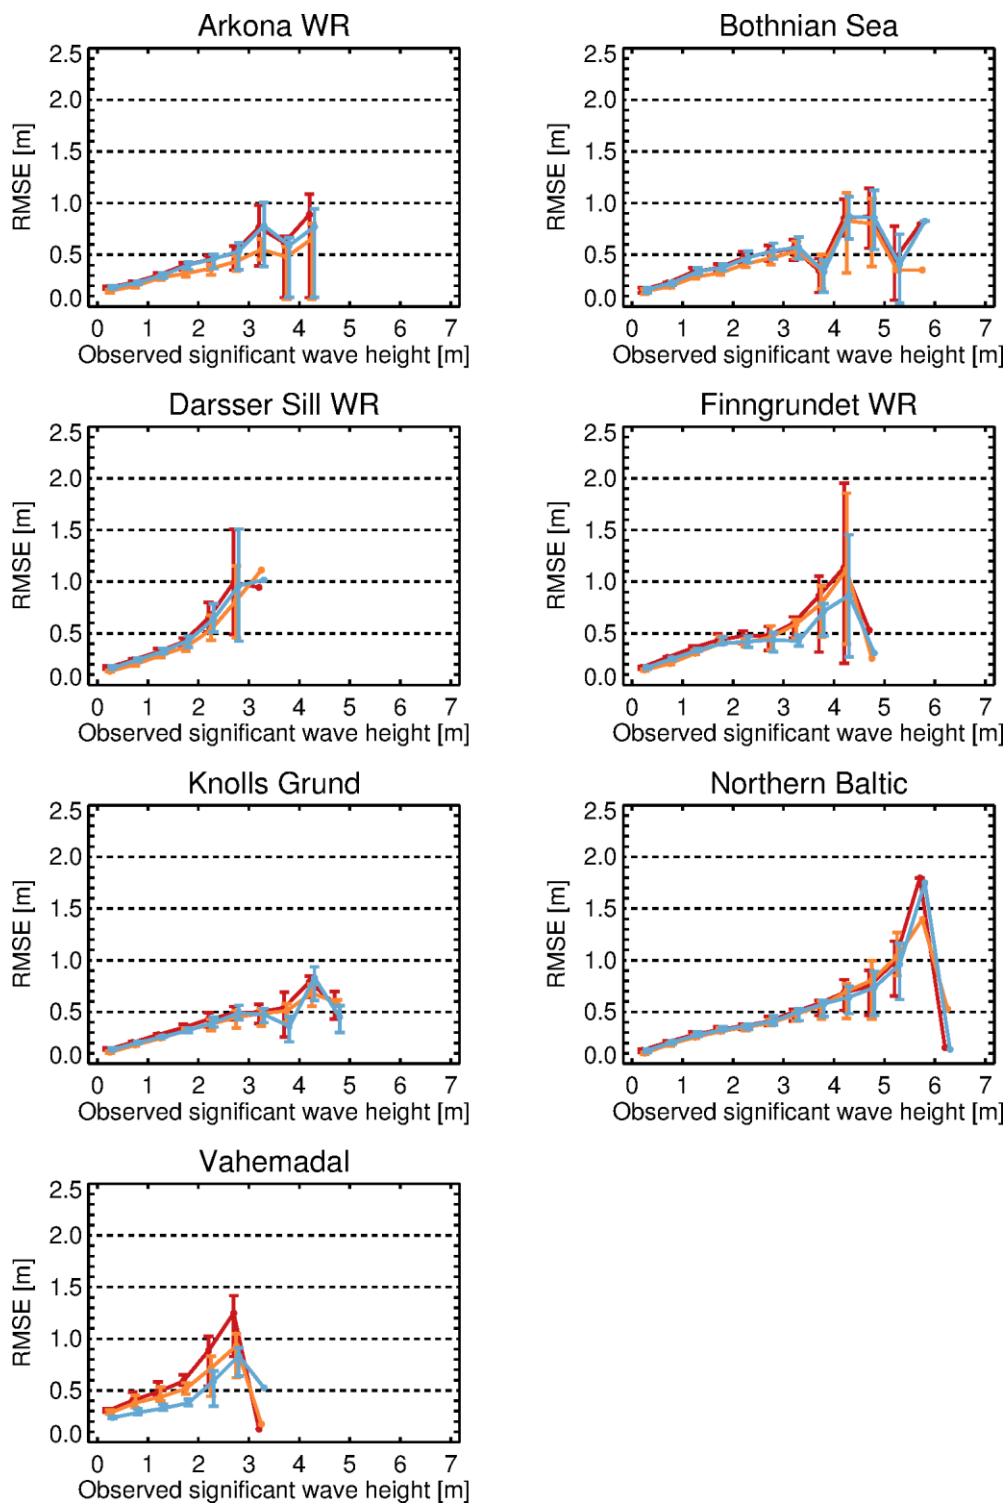 Arkona WR
2.5
2.0
1.5
1.0
0.5
0.0
RMSE [m]
0 1 2 3 4 5 6 7
Observed significant wave height [m]
Bothnian Sea
2.5
2.0
1.5
1.0
0.5
0.0
RMSE [m]
0 1 2 3 4 5 6 7
Observed significant wave height [m]
Darsser Sill WR
2.5
2.0
1.5
1.0
0.5
0.0
RMSE [m]
0 1 2 3 4 5 6 7
Observed significant wave height [m]
Finngrundet WR
2.5
2.0
1.5
1.0
0.5
0.0
RMSE [m]
0 1 2 3 4 5 6 7
Observed significant wave height [m]
Knolls Grund
2.5
2.0
1.5
1.0
0.5
0.0
RMSE [m]
0 1 2 3 4 5 6 7
Observed significant wave height [m]
Northern Baltic
2.5
2.0
1.5
1.0
0.5
0.0
RMSE [m]
0 1 2 3 4 5 6 7
Observed significant wave height [m]
Vahemadal
2.5
2.0
1.5
1.0
0.5
0.0
RMSE [m]
0 1 2 3 4 5 6 7
Observed significant wave height [m]